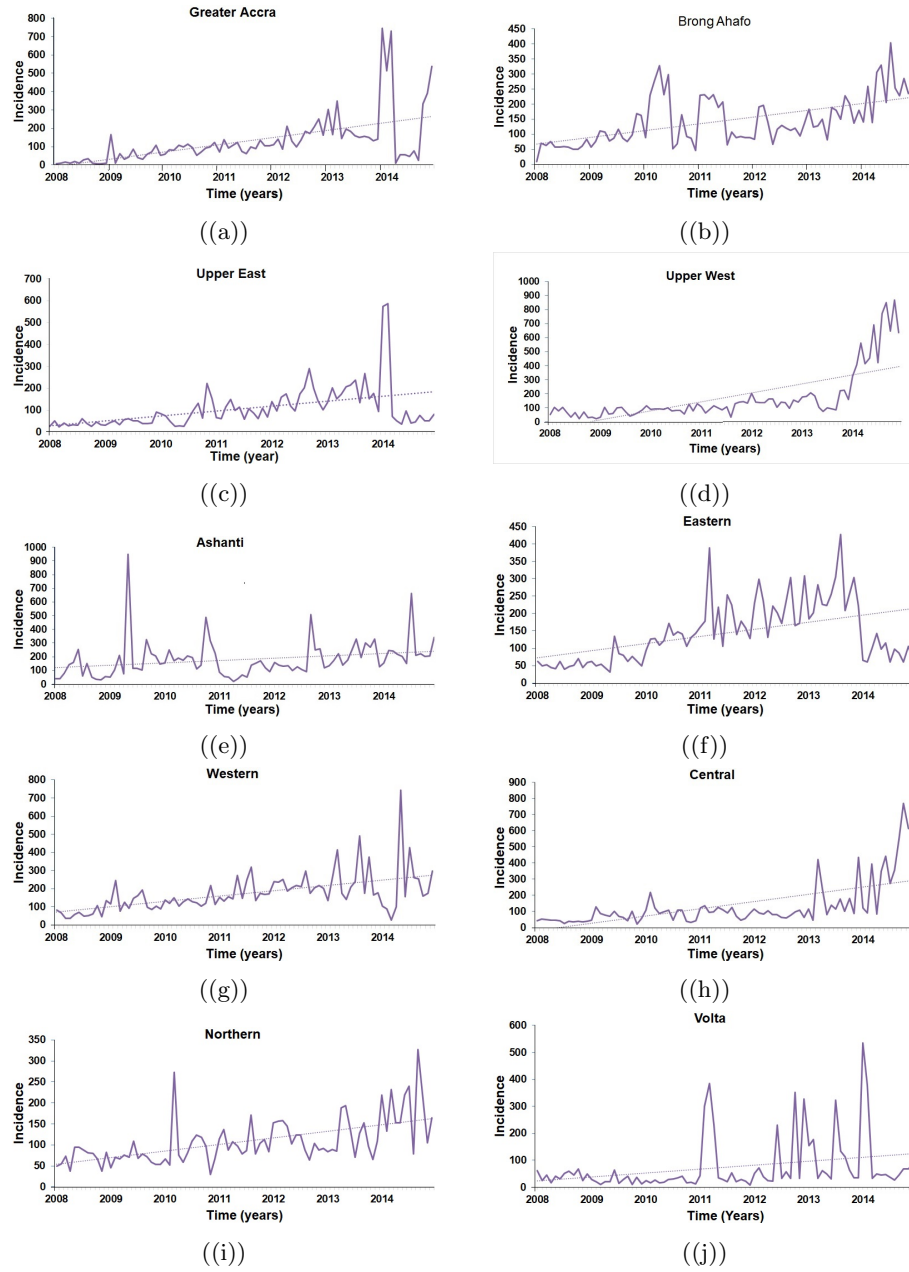 Greater Accra
800
700
600
500
400
300
200
100
0
Incidence
2008 2009 2010 2011 2012 2013 2014
Time (years)
((a))
Brong Ahafo
450
400
350
300
250
200
150
100
50
0
Incidence
2008 2009 2010 2011 2012 2013 2014
Time (years)
((b))
Upper East
700
600
500
400
300
200
100
0
Incidence
2008 2009 2010 2011 2012 2013 2014
Time (year)
((c))
Upper West
1000
900
800
700
600
500
400
300
200
100
0
Incidence
2008 2009 2010 2011 2012 2013 2014
Time (years)
((d))
Ashanti
1000
900
800
700
600
500
400
300
200
100
0
Incidence
2008 2009 2010 2011 2012 2013 2014
Time (years)
((e))
Eastern
450
400
350
300
250
200
150
100
50
0
Incidence
2008 2009 2010 2011 2012 2013 2014
Time (years)
((f))
Western
800
700
600
500
400
300
200
100
0
Incidence
2008 2009 2010 2011 2012 2013 2014
Time (years)
((g))
Central
900
800
700
600
500
400
300
200
100
0
Incidence
2008 2009 2010 2011 2012 2013 2014
Time (years)
((h))
Northern
350
300
250
200
150
100
50
0
Incidence
2008 2009 2010 2011 2012 2013 2014
Time (years)
((i))
Volta
600
500
400
300
200
100
0
Incidence
2008 2009 2010 2011 2012 2013 2014
Time (Years)
((j))